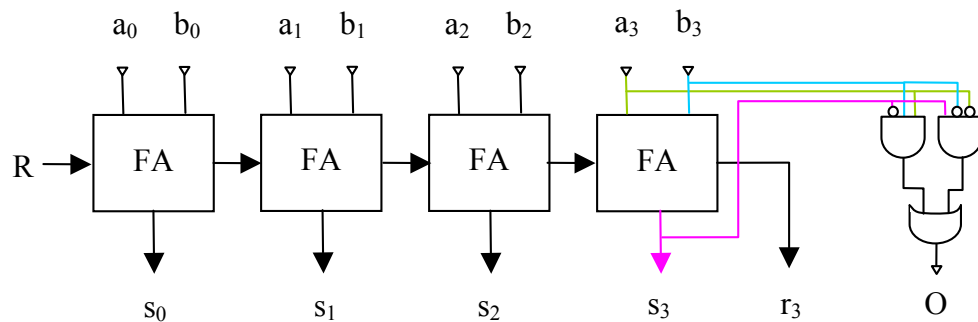 a₀ b₀ a₁ b₁ a₂ b₂ a₃ b₃
R FA FA FA FA
s₀ s₁ s₂ s₃ r₃ O